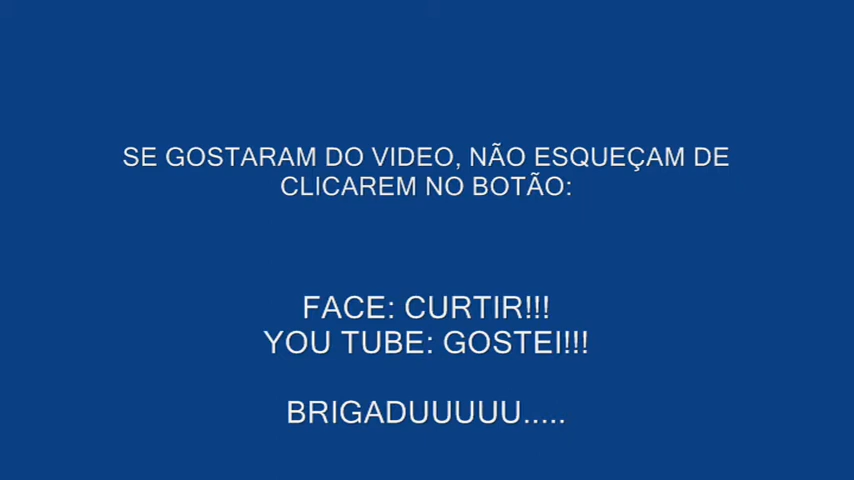 SE GOSTARAM DO VIDEO, NÃO ESQUEÇAM DE
CLICAREM NO BOTÃO:
FACE: CURTIR!!!
YOU TUBE: GOSTEI!!!
BRIGADUUUUU.....